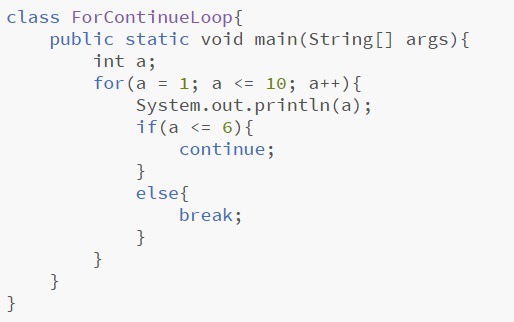 class ForContinueLoop{
    public static void main(String[] args){
        int a;
        for(a = 1; a <= 10; a++){
            System.out.println(a);
            if(a <= 6){
                continue;
            }
            else{
                break;
            }
        }
    }
}